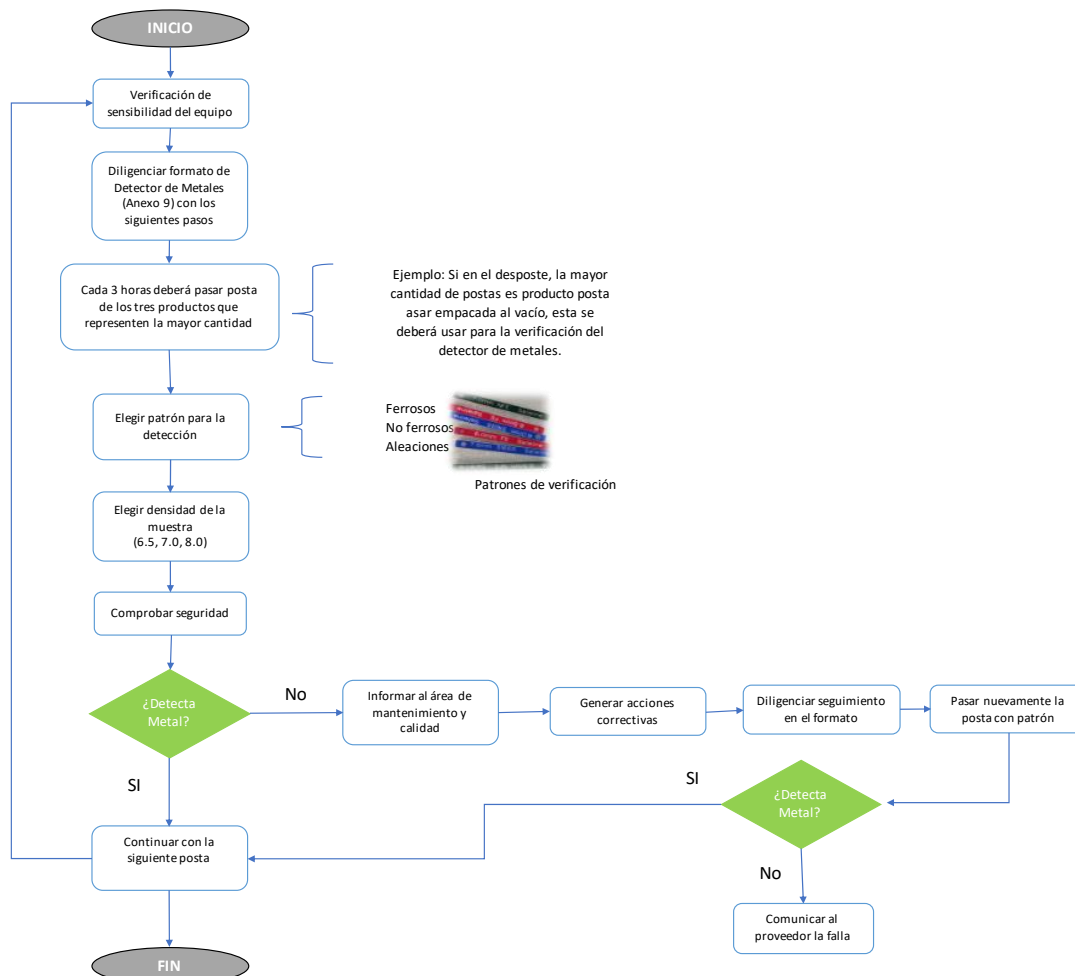 INICIO
Verificación de
sensibilidad del equipo
Diligenciar formato de
Detector de Metales
(Anexo 9) con los
siguientes pasos
Cada 3 horas deberá pasar posta
de los tres productos que
representen la mayor cantidad
Ejemplo: Si en el desposte, la mayor
cantidad de postas es producto posta
asar empacada al vacío, esta se
deberá usar para la verificación del
detector de metales.
Elegir patrón para la
detección
Ferrosos
No ferrosos
Aleaciones
Patrones de verificación
Elegir densidad de la
muestra
(6.5, 7.0, 8.0)
Comprobar seguridad
¿Detecta
Metal?
No
Informar al área de
mantenimiento y
calidad
Generar acciones
correctivas
Diligenciar seguimiento
en el formato
Pasar nuevamente la
posta con patrón
SI
SI
¿Detecta
Metal?
Continuar con la
siguiente posta
No
Comunicar al
proveedor la falla
FIN